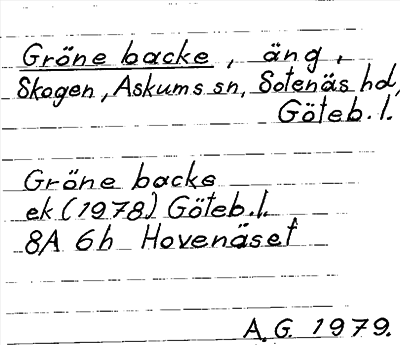 Gröne backe, äng,
Skogen, Askums sn, Sotenäs hd,
Göteb. l.
Gröne backe
ek (1978) Göteb. l.
8A 6h Hovenäset
A. G. 1979.